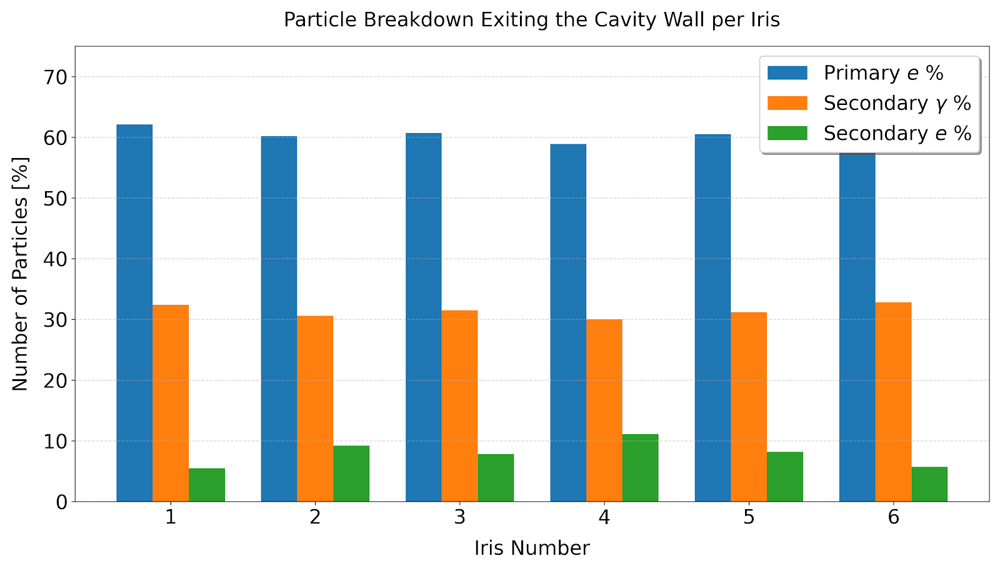 Particle Breakdown Exiting the Cavity Wall per Iris
Primary e %
Secondary γ %
Secondary e %
Number of Particles [%]
70
60
50
40
30
20
10
0
1 2 3 4 5 6
Iris Number